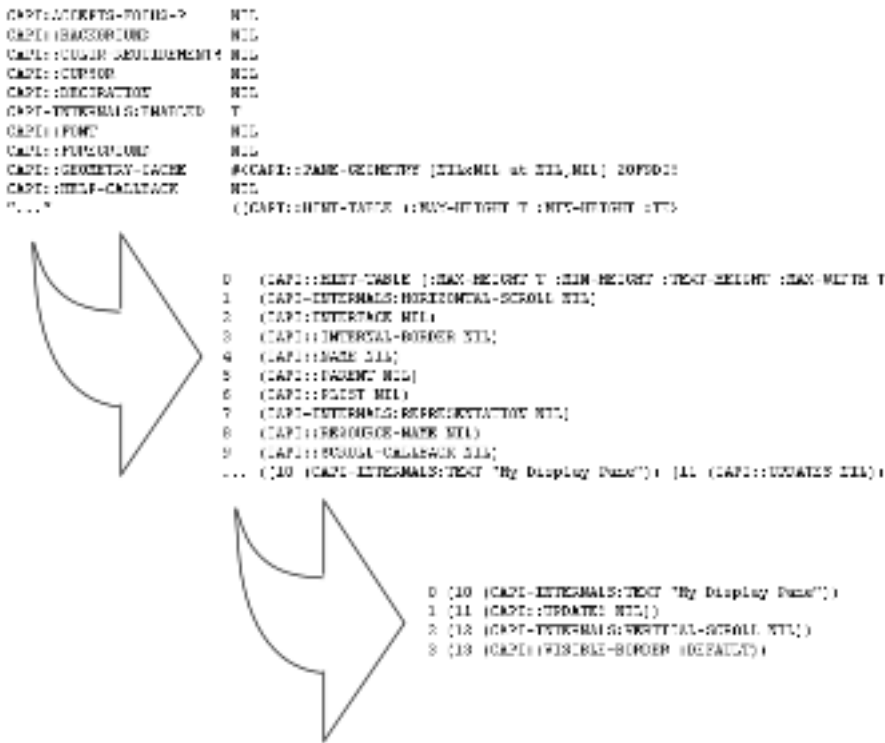 CAPI:ACCEPTS-FOCUS-P NIL
CAPI::BACKGROUND NIL
CAPI::COLOR-REQUIREMENTS NIL
CAPI::CURSOR NIL
CAPI::DECORATION NIL
CAPI-INTERNALS:ENABLED T
CAPI::FONT NIL
CAPI::FOREGROUND NIL
CAPI::GEOMETRY-CACHE #<CAPI::PANE-GEOMETRY [NILxNIL at NIL,NIL]
CAPI::HELP-CALLBACK NIL
"..." ((CAPI::HINT-TABLE (:MAX-HEIGHT T :MIN-HEIGHT :TE>
0 (CAPI::HINT-TABLE (:MAX-HEIGHT T :MIN-HEIGHT :TEXT-HEIGHT :MAX-WIDTH T
1 (CAPI-INTERNALS:HORIZONTAL-SCROLL NIL)
2 (CAPI:INTERFACE NIL)
3 (CAPI::INTERNAL-BORDER NIL)
4 (CAPI::NAME NIL)
5 (CAPI::PARENT NIL)
6 (CAPI::PLIST NIL)
7 (CAPI-INTERNALS:REPRESENTATION NIL)
8 (CAPI::RESOURCE-NAME NIL)
9 (CAPI::SCROLL-CALLBACK NIL)
... ((10 (CAPI-INTERNALS:TEXT "My Display Pane")) (11 (CAPI::UPDATES NIL))
0 (10 (CAPI-INTERNALS:TEXT "My Display Pane"))
1 (11 (CAPI::UPDATES NIL))
2 (12 (CAPI-INTERNALS:VERTICAL-SCROLL NIL))
3 (13 (CAPI::VISIBLE-BORDER :DEFAULT))